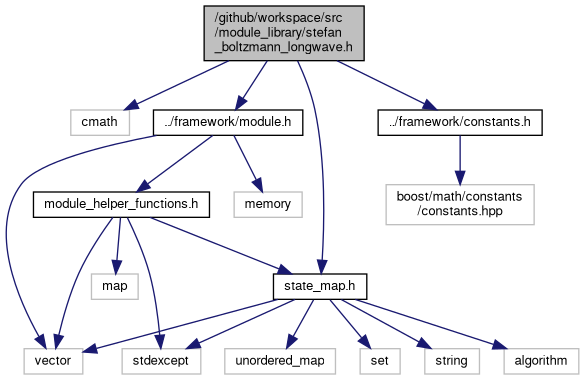 /github/workspace/src
/module_library/stefan
_boltzmann_longwave.h
cmath
../framework/module.h
../framework/constants.h
module_helper_functions.h
memory
boost/math/constants
/constants.hpp
map
state_map.h
vector
stdexcept
unordered_map
set
string
algorithm